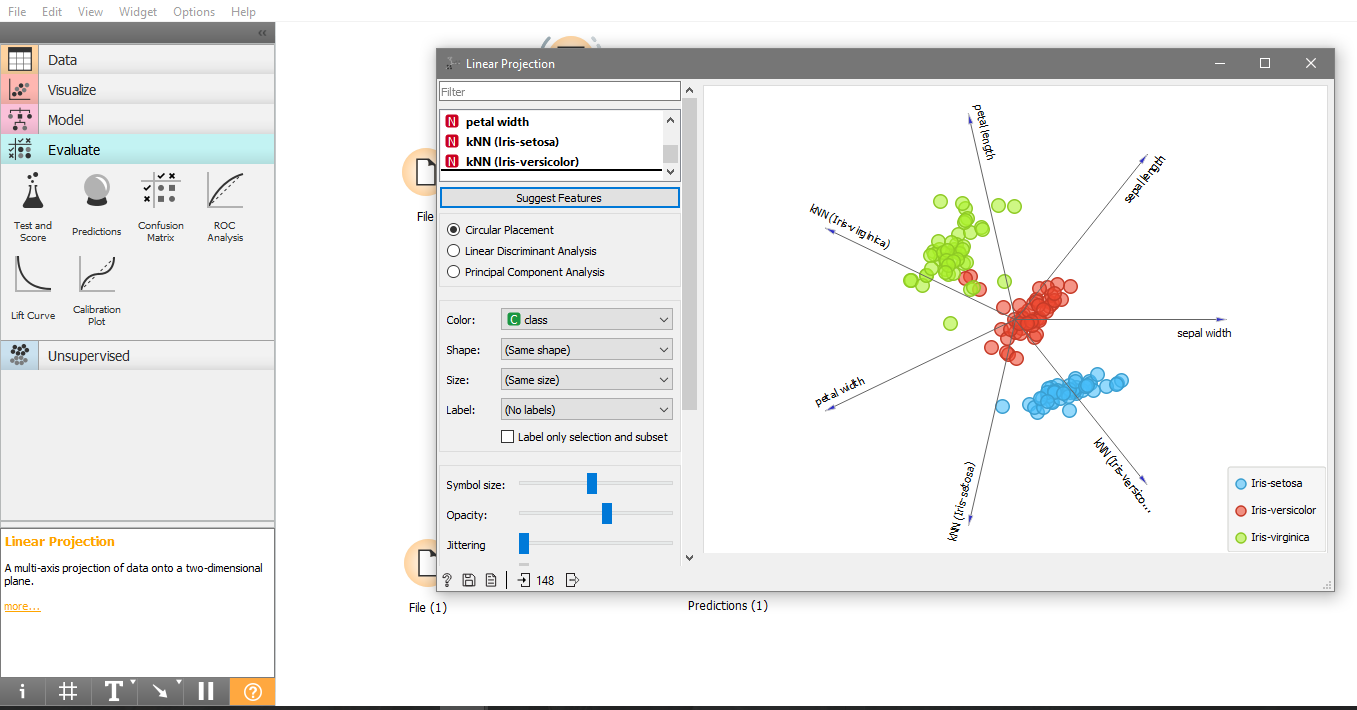 File Edit View Widget Options Help
Data
Visualize
Model
Evaluate
Test and
Score
Predictions
Confusion
Matrix
ROC
Analysis
Lift Curve
Calibration
Plot
Unsupervised
Linear Projection
A multi-axis projection of data onto a two-dimensional
plane.
more...
File
File (1)
Predictions (1)
Linear Projection
Filter
N petal width
N kNN (Iris-setosa)
N kNN (Iris-versicolor)
Suggest Features
Circular Placement
Linear Discriminant Analysis
Principal Component Analysis
Color: C class
Shape: (Same shape)
Size: (Same size)
Label: (No labels)
Label only selection and subset
Symbol size:
Opacity:
Jittering
148
petal length
sepal length
kNN (Iris-virginica)
sepal width
petal width
kNN (Iris-setosa)
kNN (Iris-versico...
Iris-setosa
Iris-versicolor
Iris-virginica